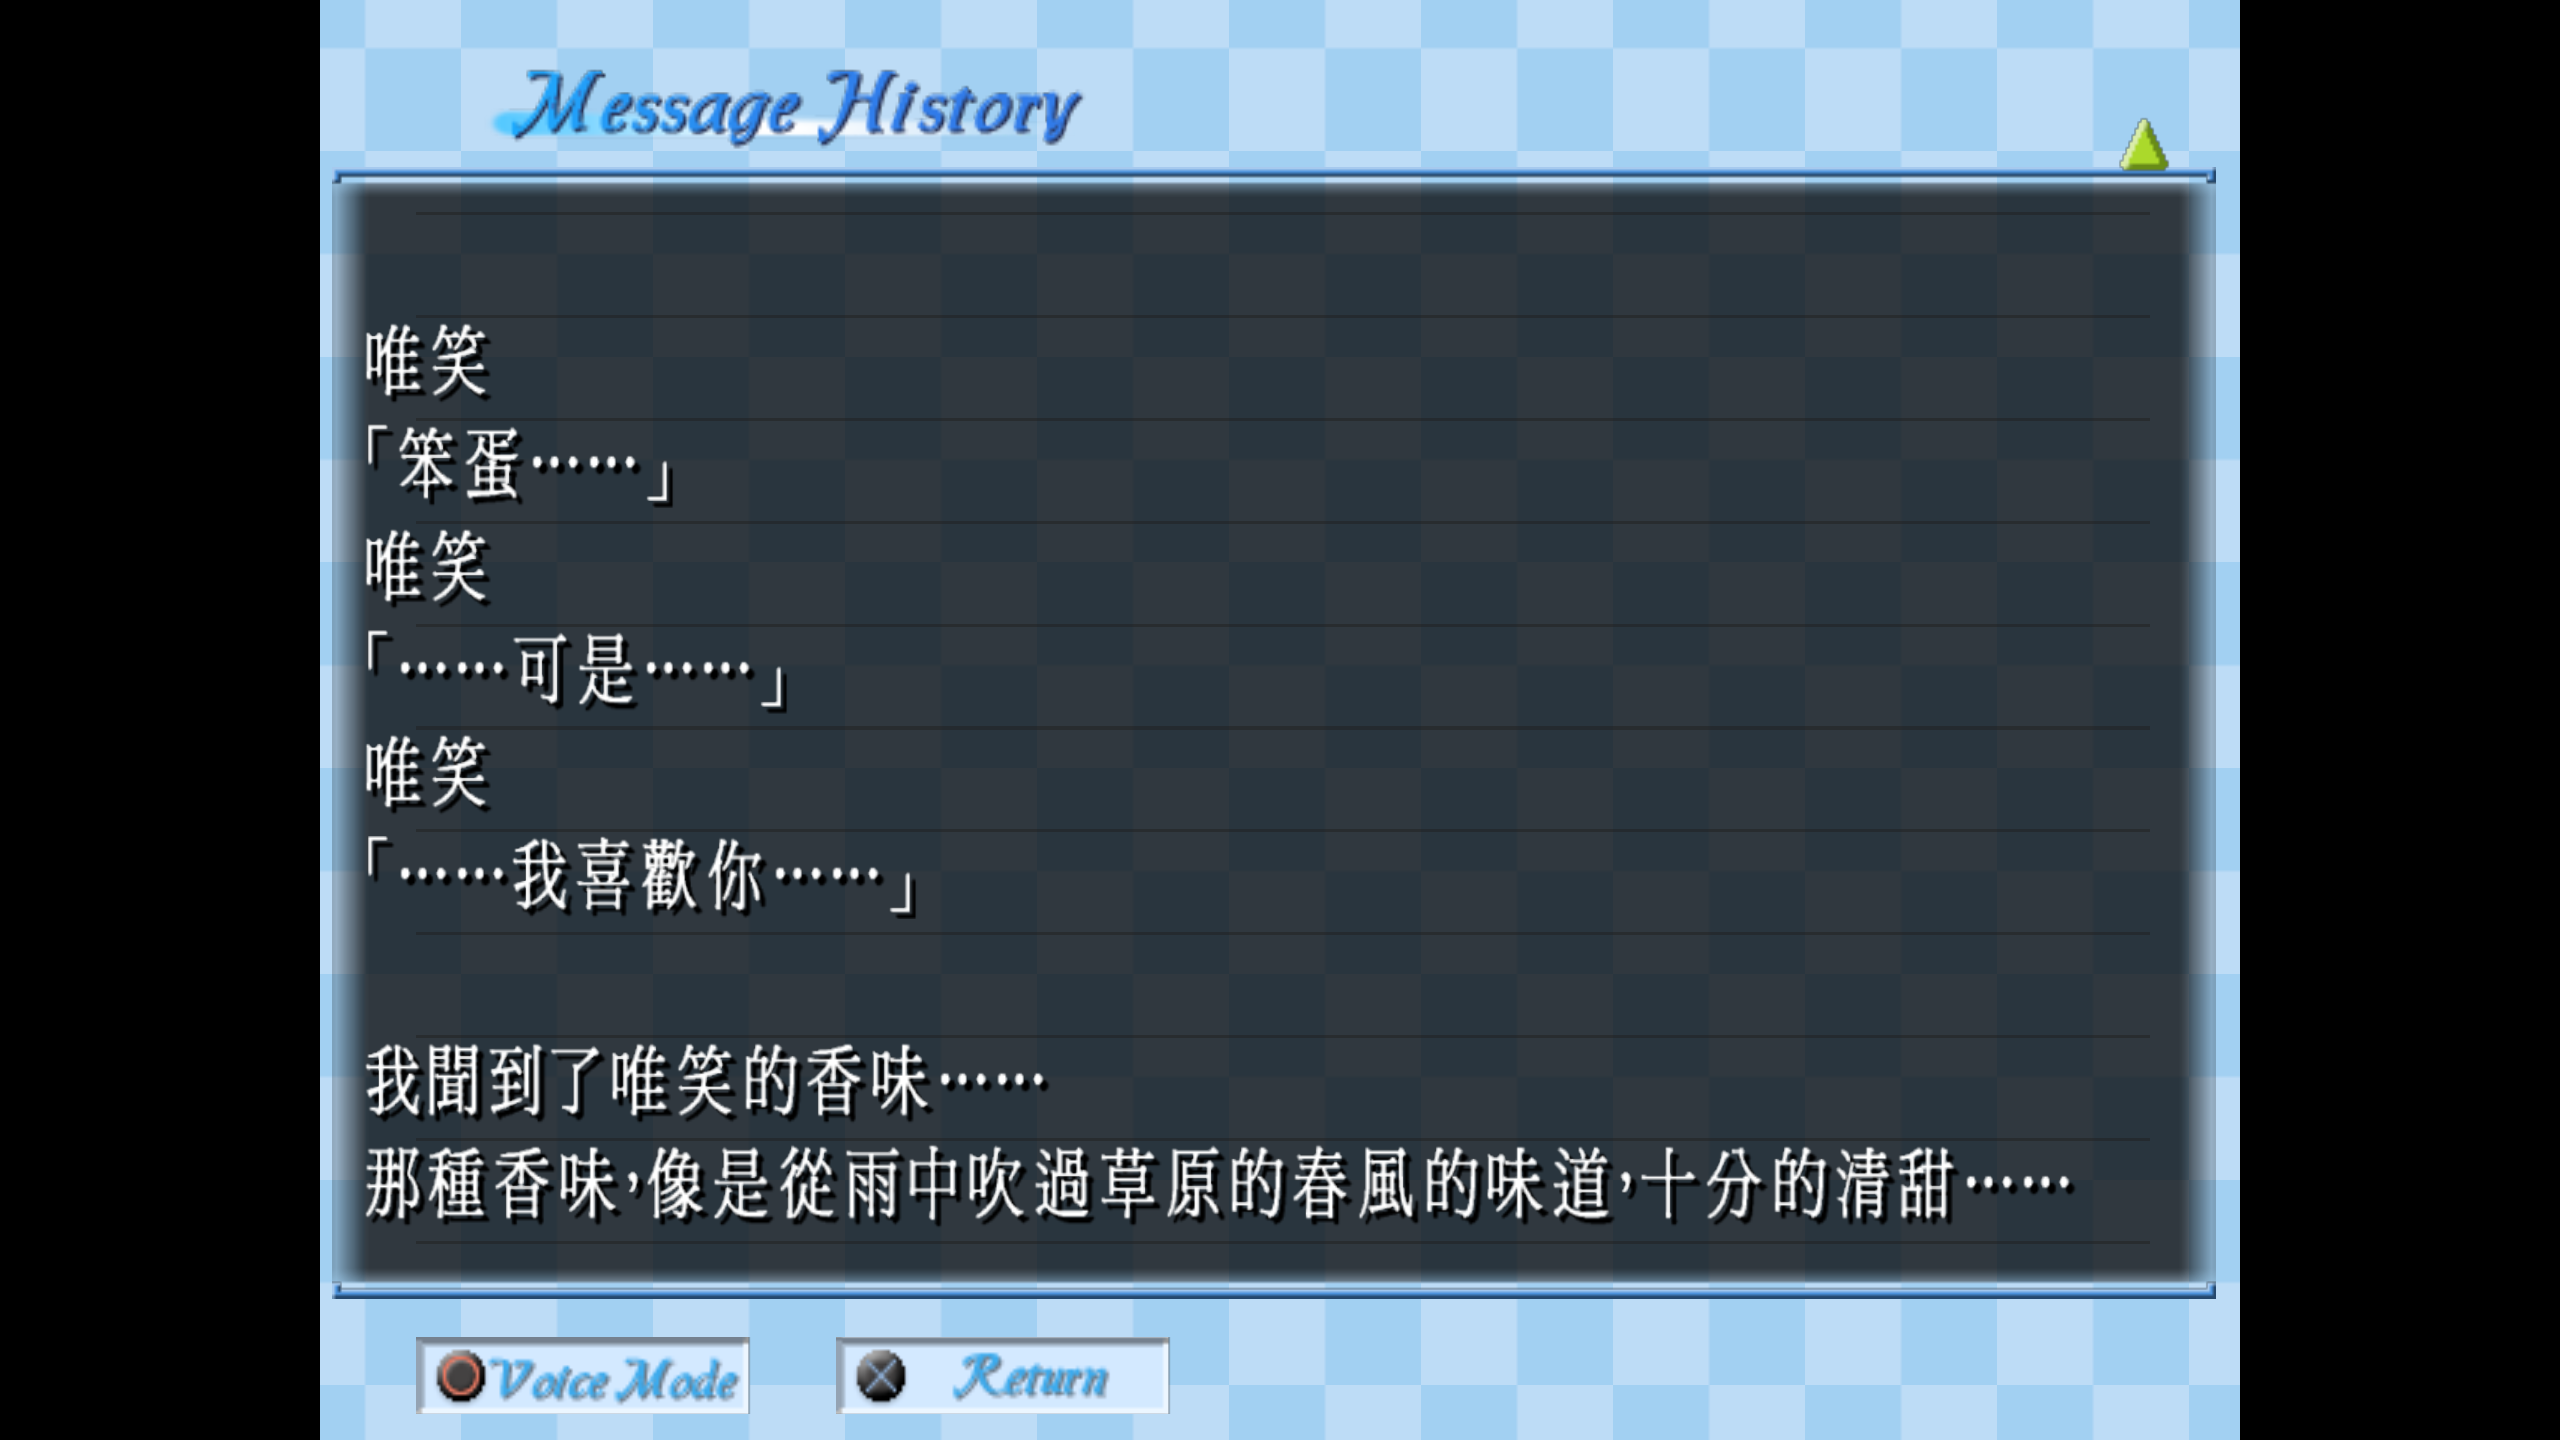 Message History
唯笑
「笨蛋……」
唯笑
「……可是……」
唯笑
「……我喜歡你……」
我聞到了唯笑的香味……
那種香味，像是從雨中吹過草原的春風的味道，十分的清甜……
Voice Mode
Return